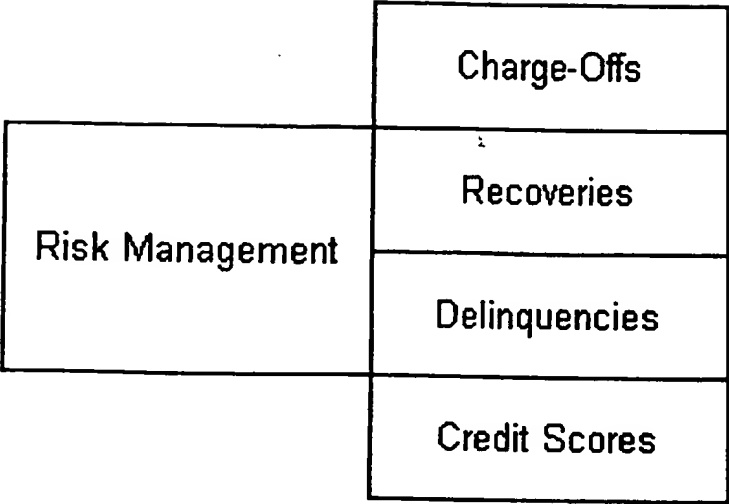 Charge-Offs
Recoveries
Risk Management
Delinquencies
Credit Scores